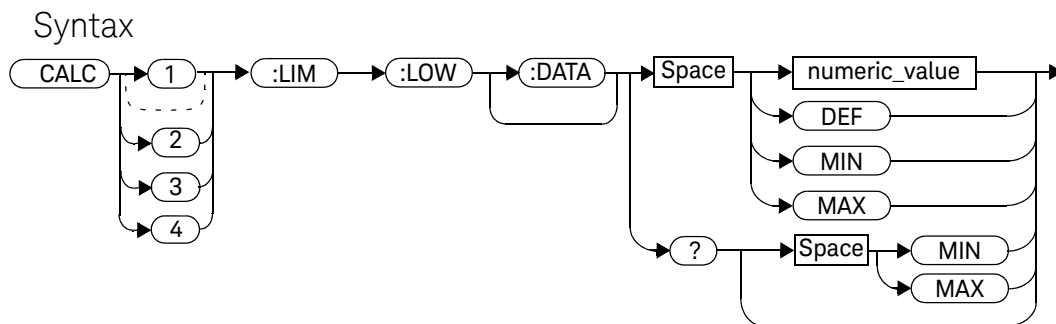 Syntax
CALC 1 :LIM :LOW :DATA Space numeric_value
2 DEF
3 MIN
4 MAX
? Space MIN
MAX